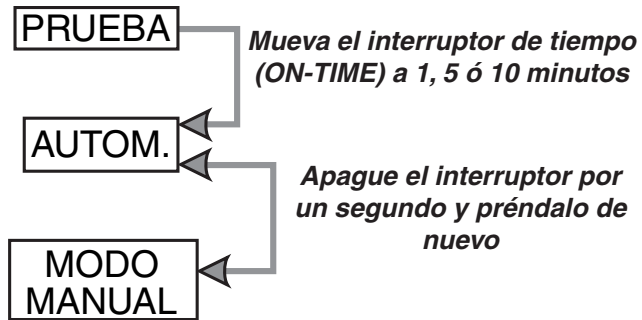 PRUEBA
Mueva el interruptor de tiempo
(ON-TIME) a 1, 5 ó 10 minutos
AUTOM.
Apague el interruptor por
un segundo y préndalo de
nuevo
MODO
MANUAL